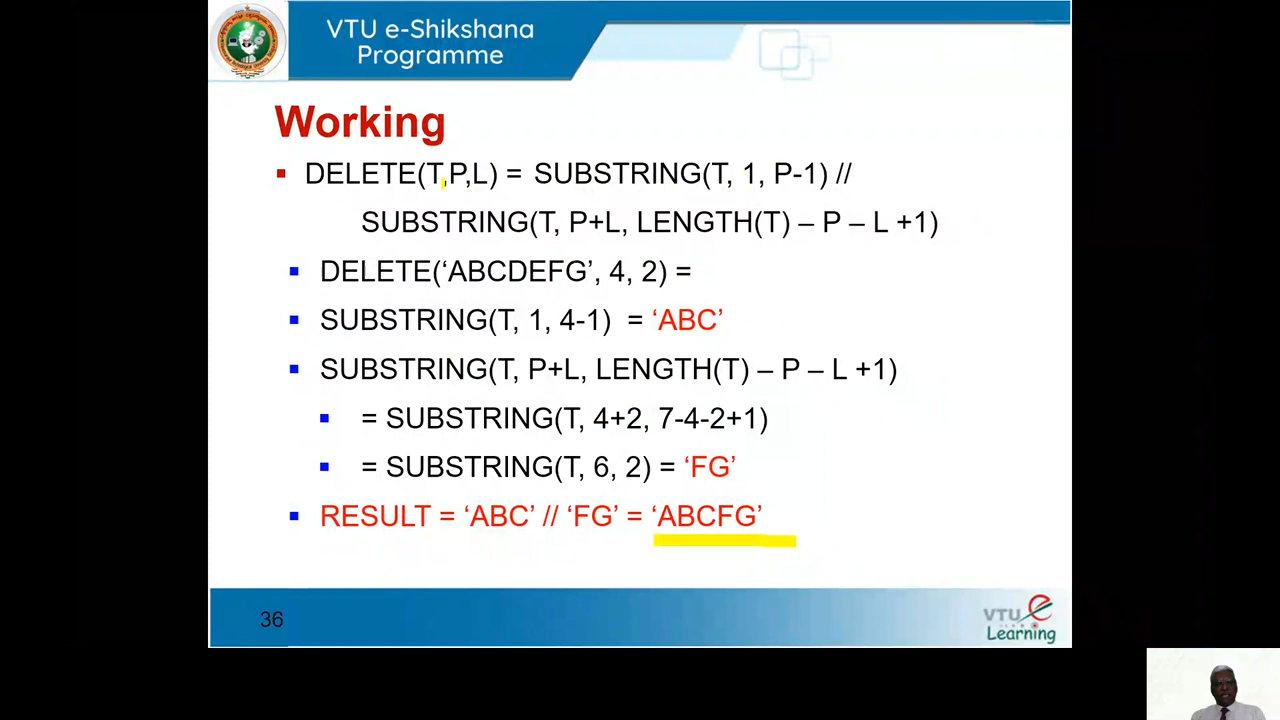 VTU e-Shikshana
Programme
Working
DELETE(T,P,L) = SUBSTRING(T, 1, P-1) //
SUBSTRING(T, P+L, LENGTH(T) – P – L +1)
DELETE(‘ABCDEFG’, 4, 2) =
SUBSTRING(T, 1, 4-1) = ‘ABC’
SUBSTRING(T, P+L, LENGTH(T) – P – L +1)
= SUBSTRING(T, 4+2, 7-4-2+1)
= SUBSTRING(T, 6, 2) = ‘FG’
RESULT = ‘ABC’ // ‘FG’ = ‘ABCFG’
36
VTU e
Learning